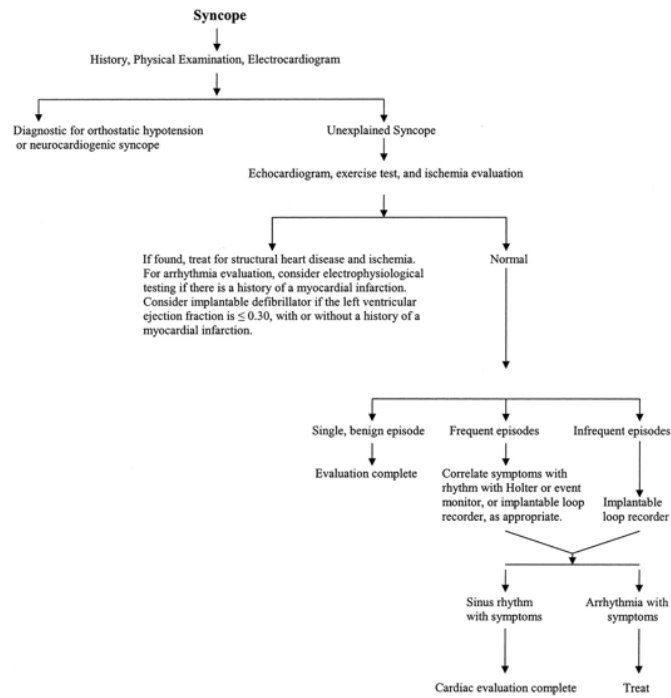 Syncope
History, Physical Examination, Electrocardiogram
Diagnostic for orthostatic hypotension
or neurocardiogenic syncope
Unexplained Syncope
Echocardiogram, exercise test, and ischemia evaluation
If found, treat for structural heart disease and ischemia.
For arrhythmia evaluation, consider electrophysiological
testing if there is a history of a myocardial infarction.
Consider implantable defibrillator if the left ventricular
ejection fraction is ≤ 0.30, with or without a history of a
myocardial infarction.
Normal
Single, benign episode
Evaluation complete
Frequent episodes
Correlate symptoms with
rhythm with Holter or event
monitor, or implantable loop
recorder, as appropriate.
Infrequent episodes
Implantable
loop recorder
Sinus rhythm
with symptoms
Arrhythmia with
symptoms
Cardiac evaluation complete
Treat